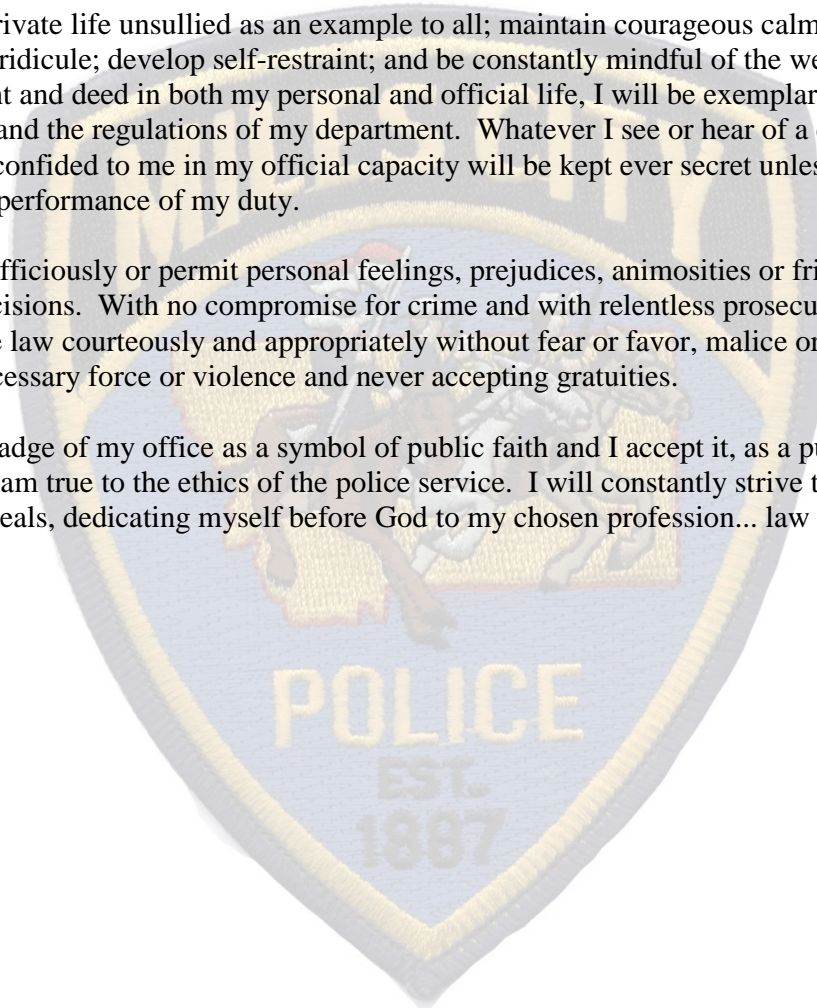 rivate life unsullied as an example to all; maintain courageous calm
ridicule; develop self-restraint; and be constantly mindful of the we
nt and deed in both my personal and official life, I will be exemplar
and the regulations of my department.  Whatever I see or hear of a
confided to me in my official capacity will be kept ever secret unles
performance of my duty.
fficiously or permit personal feelings, prejudices, animosities or fri
cisions.  With no compromise for crime and with relentless prosecu
e law courteously and appropriately without fear or favor, malice or
cessary force or violence and never accepting gratuities.
adge of my office as a symbol of public faith and I accept it, as a pu
am true to the ethics of the police service.  I will constantly strive t
eals, dedicating myself before God to my chosen profession... law
MILES CITY
POLICE
EST.
1887